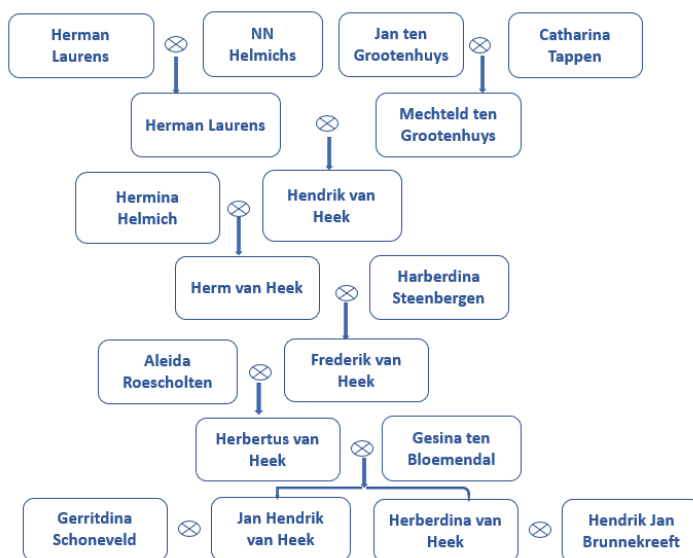 Herman
Laurens
NN
Helmichs
Jan ten
Grootenhuys
Catharina
Tappen
Herman Laurens
Mechteld ten
Grootenhuys
Hermina
Helmich
Hendrik van
Heek
Herm van Heek
Harberdina
Steenbergen
Aleida
Roescholten
Frederik van
Heek
Herbertus van
Heek
Gesina ten
Bloemendal
Gerritdina
Schoneveld
Jan Hendrik
van Heek
Herberdina van
Heek
Hendrik Jan
Brunnekreeft